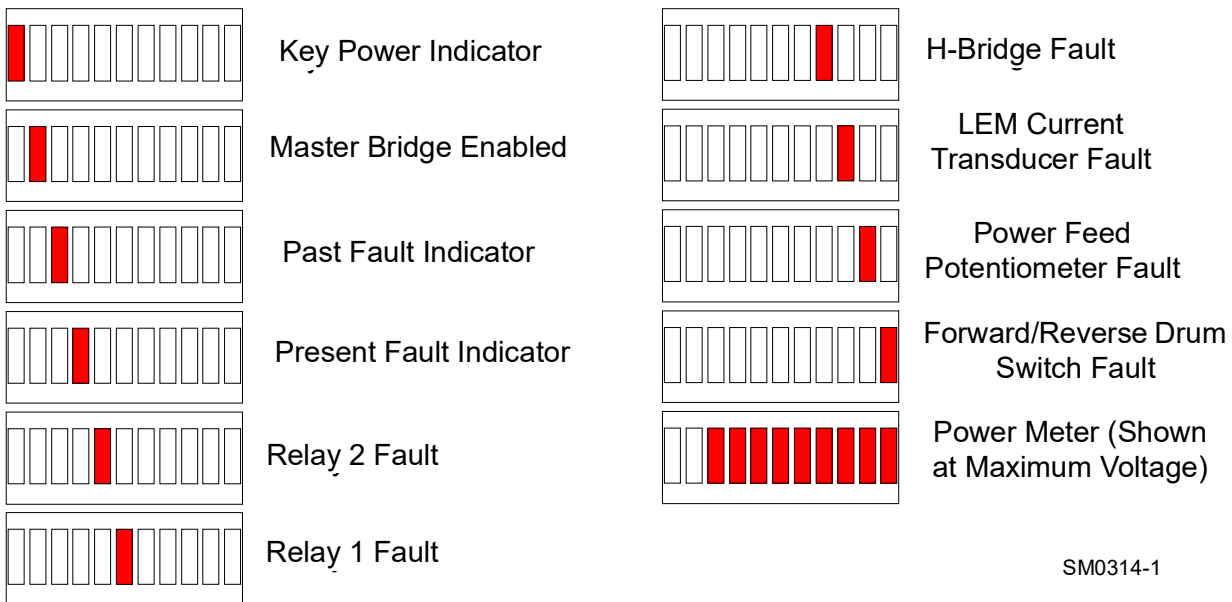 Key Power Indicator
Master Bridge Enabled
Past Fault Indicator
Present Fault Indicator
Relay 2 Fault
Relay 1 Fault
H-Bridge Fault
LEM Current
Transducer Fault
Power Feed
Potentiometer Fault
Forward/Reverse Drum
Switch Fault
Power Meter (Shown
at Maximum Voltage)
SM0314-1